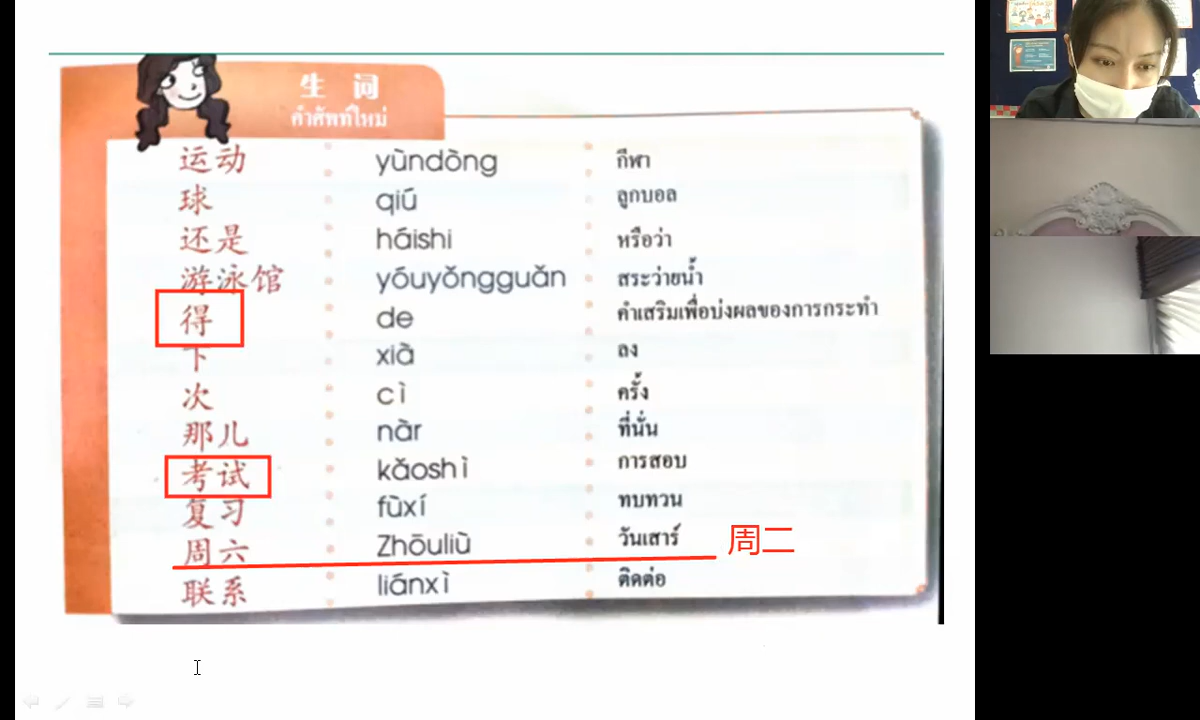 生 词
คำศัพท์ใหม่
运动 yùndòng กีฬา
球 qiú ลูกบอล
还是 háishi หรือว่า
游泳馆 yóuyǒngguǎn สระว่ายน้ำ
得 de คำเสริมเพื่อบ่งผลของการกระทำ
下 xià ลง
次 cì ครั้ง
那儿 nàr ที่นั่น
考试 kǎoshì การสอบ
复习 fùxí ทบทวน
周六 Zhōuliù วันเสาร์ 周二
联系 liánxì ติดต่อ